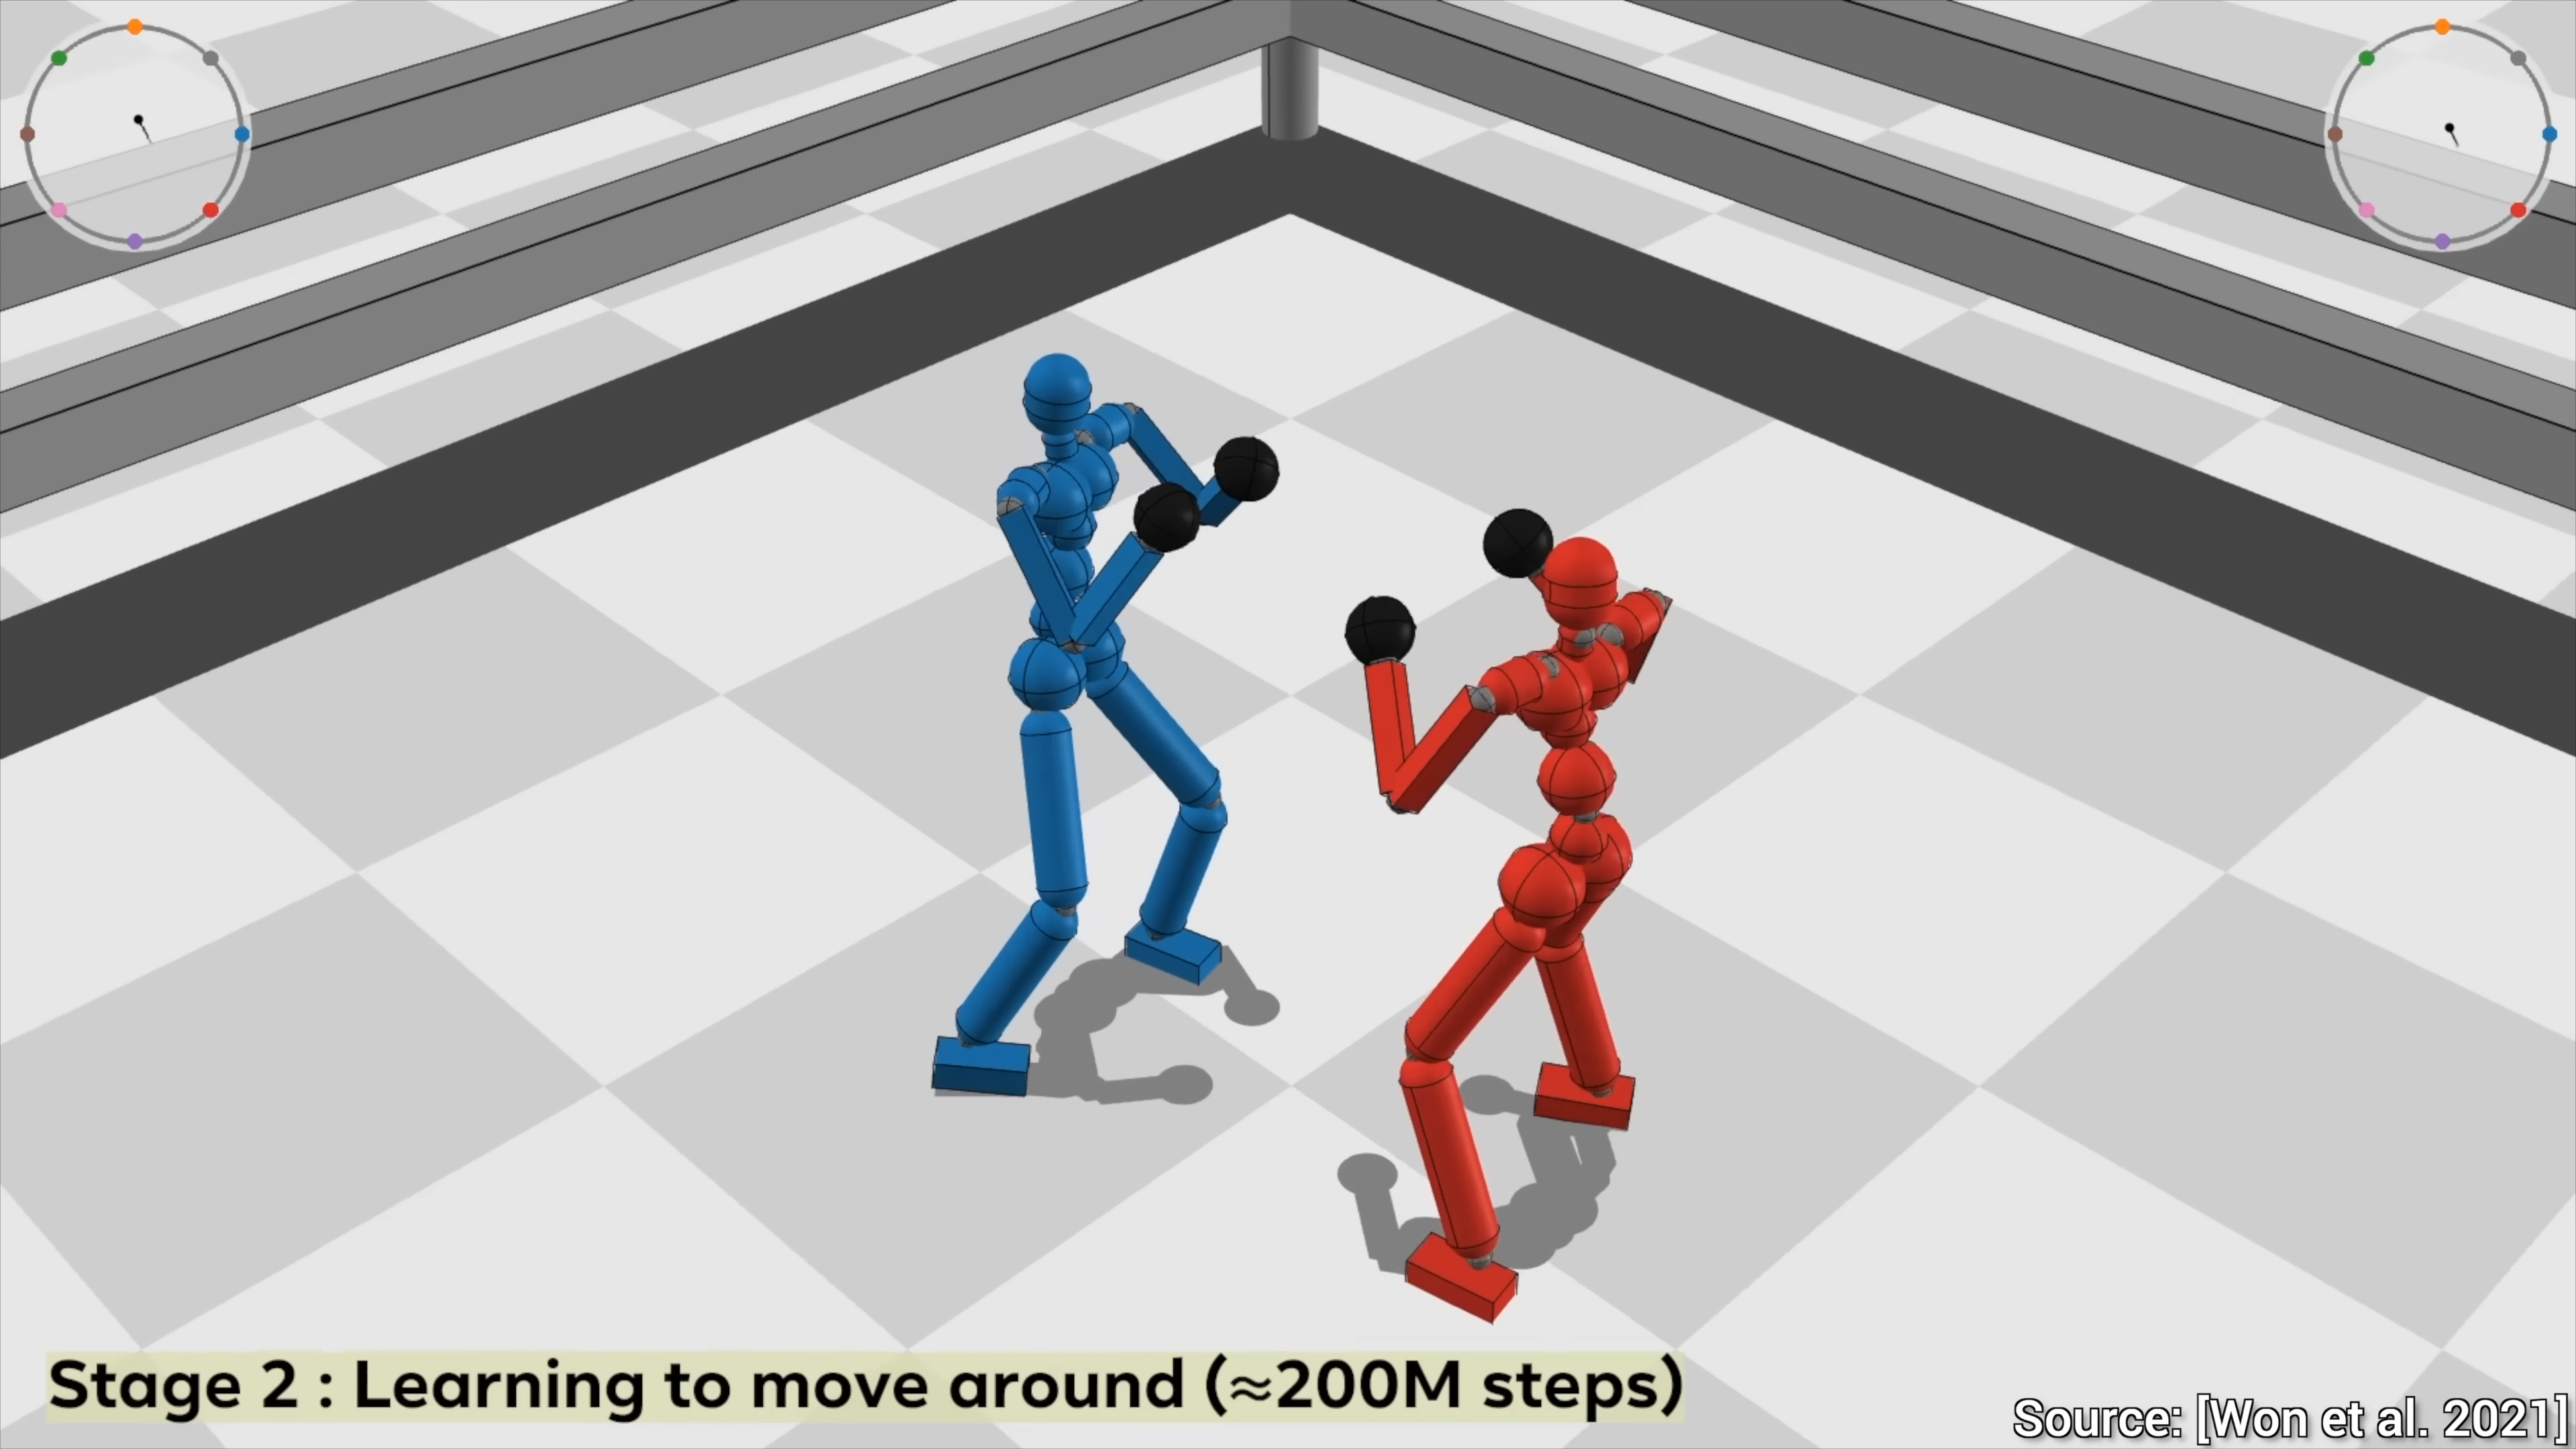 Stage 2 : Learning to move around (≈200M steps)
Source: [Won et al. 2021]